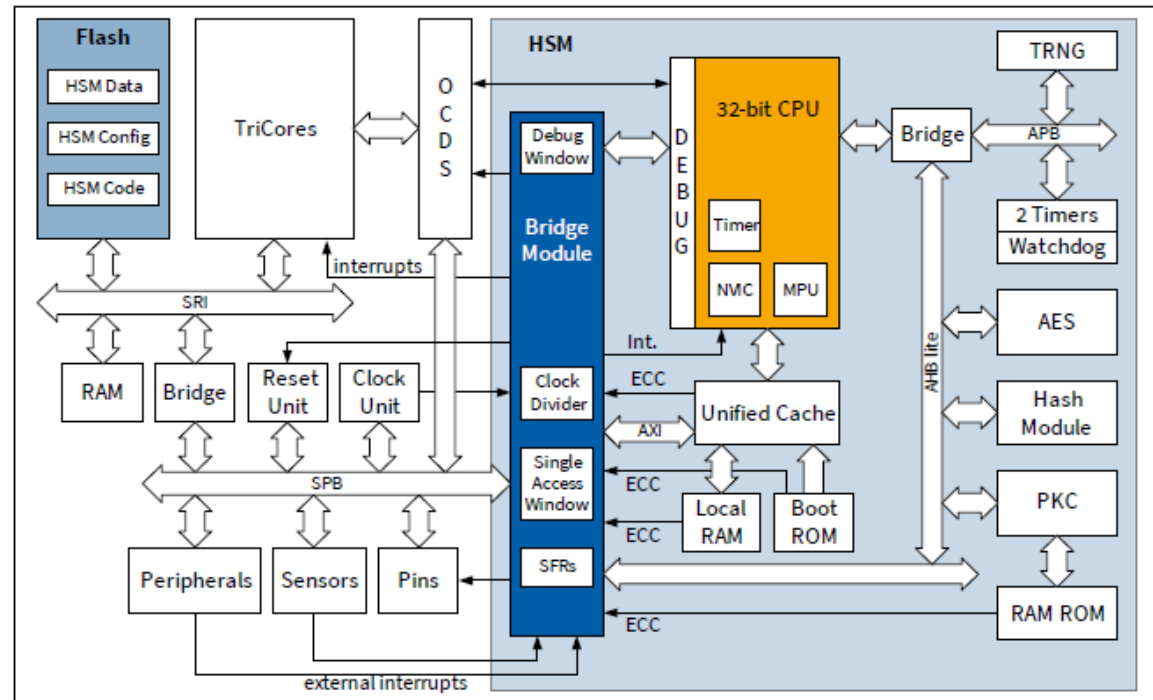 Flash
HSM Data
HSM Config
HSM Code
TriCores
O
C
D
S
HSM
Debug
Window
Bridge
Module
D
E
B
U
G
32-bit CPU
Timer
NVIC
MPU
Bridge
TRNG
APB
2 Timers
Watchdog
interrupts
SRI
RAM
Bridge
Reset
Unit
Clock
Unit
Int.
ECC
Clock
Divider
AXI
Unified Cache
AHB lite
AES
Hash
Module
SPB
Single
Access
Window
ECC
ECC
Local
RAM
Boot
ROM
PKC
Peripherals
Sensors
Pins
SFRs
ECC
RAM ROM
external interrupts